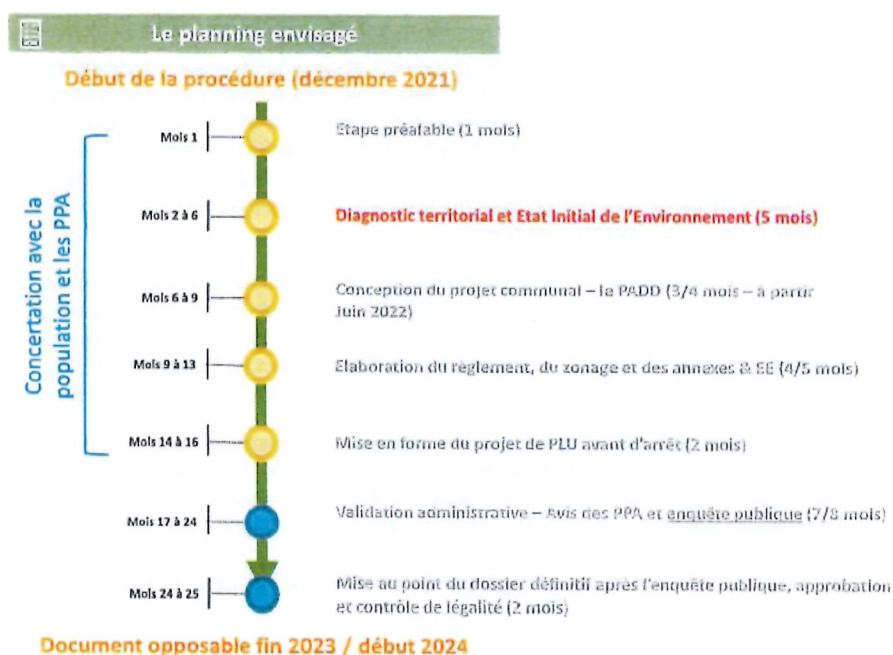 Le planning envisagé
Début de la procédure (décembre 2021)
Concertation avec la
population et les PPA
Mois 1
Etape préalable (1 mois)
Mois 2 à 6
Diagnostic territorial et Etat Initial de l'Environnement (5 mois)
Mois 6 à 9
Conception du projet communal – le PADD (3/4 mois – à partir
Juin 2022)
Mois 9 à 13
Elaboration du règlement, du zonage et des annexes & EE (4/5 mois)
Mois 14 à 16
Mise en forme du projet de PLU avant d'arrêt (2 mois)
Mois 17 à 24
Validation administrative – Avis des PPA et enquête publique (7/8 mois)
Mois 24 à 25
Mise au point du dossier définitif après l'enquête publique, approbation
et contrôle de légalité (2 mois)
Document opposable fin 2023 / début 2024